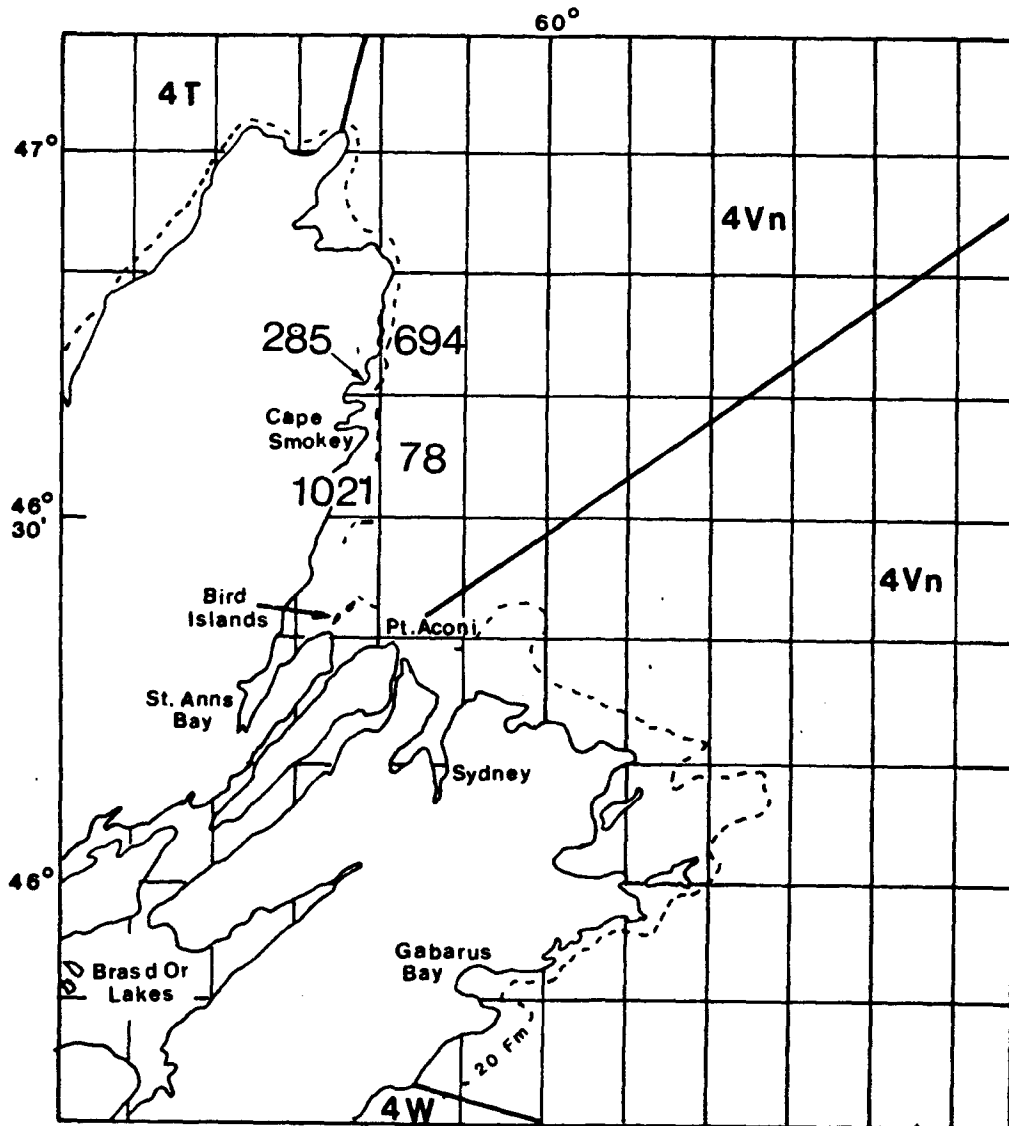 60°
4T
47°
4Vn
285
694
Cape
Smokey
78
1021
46°
30'
4Vn
Bird
Islands
Pt. Aconi
St. Anns
Bay
Sydney
46°
Gabarus
Bay
Bras d Or
Lakes
20 Fm
4W